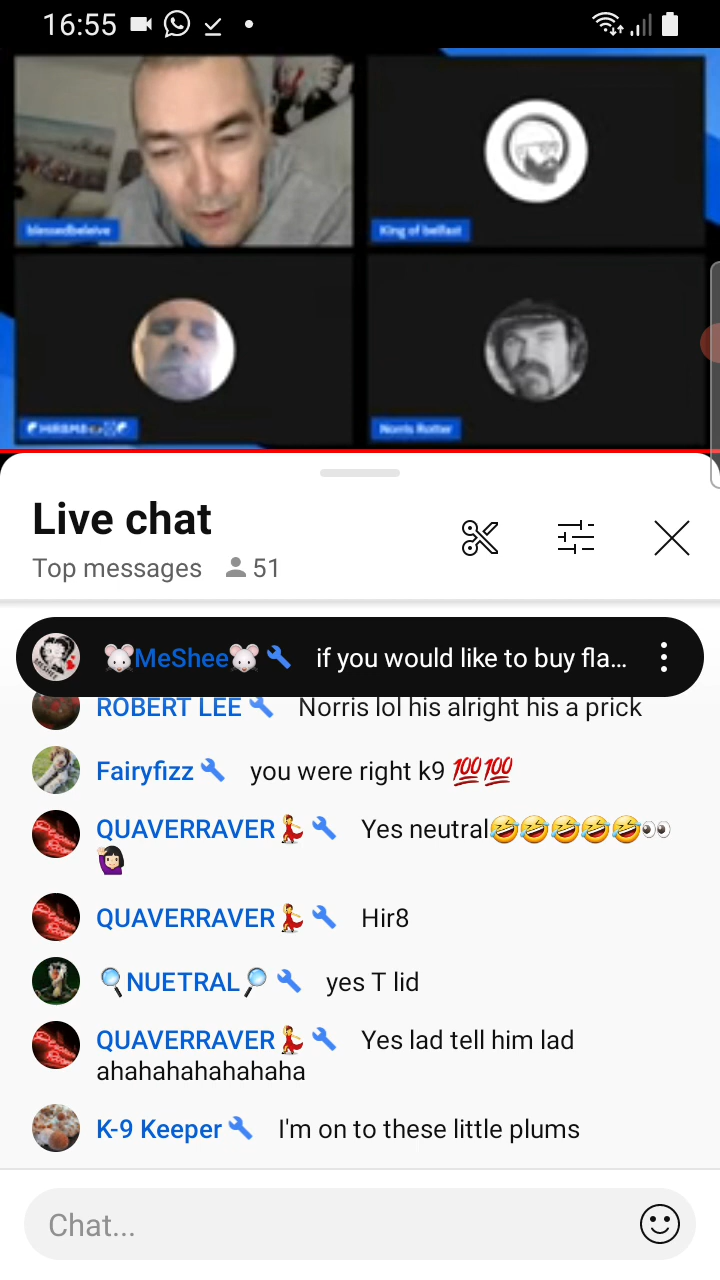 16:55
blessedbeleive
King of belfast
HIR8MB
Norris Rotter
Live chat
Top messages 51
🐭MeShee🐭 if you would like to buy fla...
ROBERT LEE Norris lol his alright his a prick
Fairyfizz you were right k9 💯💯
QUAVERRAVER💃 Yes neutral🤣🤣🤣🤣🤣👀
🙋🏻‍♀️
QUAVERRAVER💃 Hir8
🔍NUETRAL🔎 yes T lid
QUAVERRAVER💃 Yes lad tell him lad
ahahahahahahaha
K-9 Keeper I'm on to these little plums
Chat...